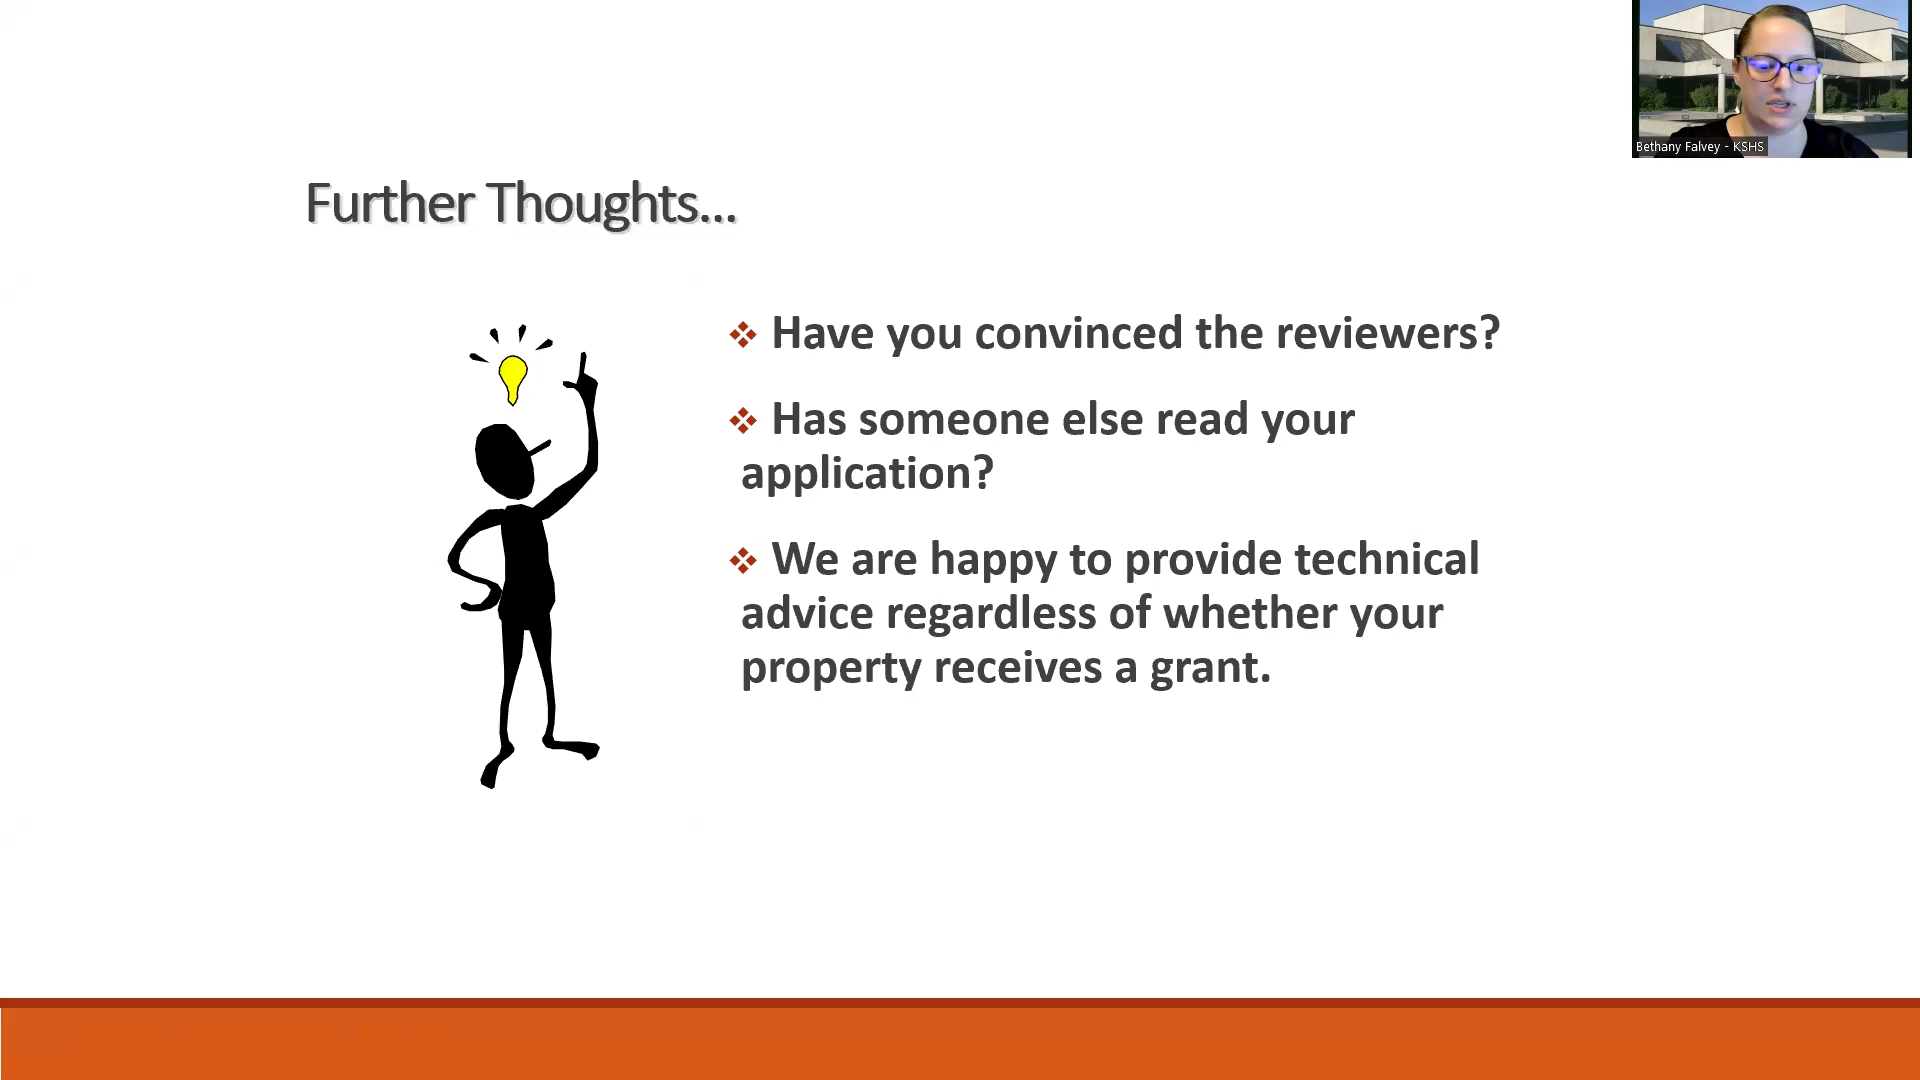 Bethany Falvey - KSHS
Further Thoughts...
Have you convinced the reviewers?
Has someone else read your
application?
We are happy to provide technical
advice regardless of whether your
property receives a grant.